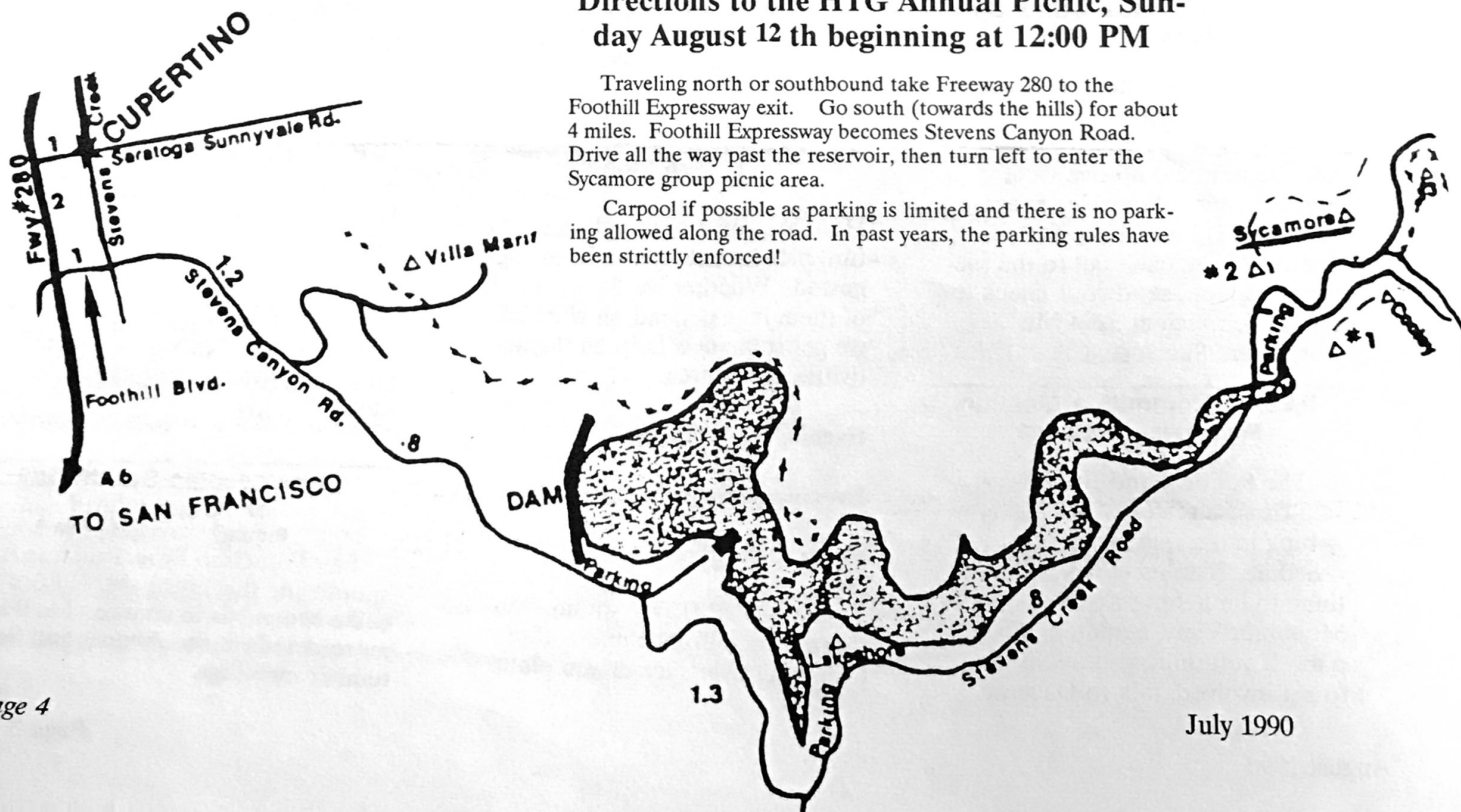 Directions to the HTG Annual Picnic, Sun-
day August 12 th beginning at 12:00 PM
Traveling north or southbound take Freeway 280 to the
Foothill Expressway exit. Go south (towards the hills) for about
4 miles. Foothill Expressway becomes Stevens Canyon Road.
Drive all the way past the reservoir, then turn left to enter the
Sycamore group picnic area.
Carpool if possible as parking is limited and there is no park-
ing allowed along the road. In past years, the parking rules have
been stricttly enforced!
CUPERTINO
Saratoga Sunnyvale Rd.
Stevens Creek
Fwy #280
1
2
1
1.2
Stevens Canyon Rd.
Foothill Blvd.
46
TO SAN FRANCISCO
.8
Villa Marif
DAM
Parking
1.3
Parking
Lakeshore
Stevens Creek Road
.8
Parking
Sycamore
#2
#1
Cooley
July 1990